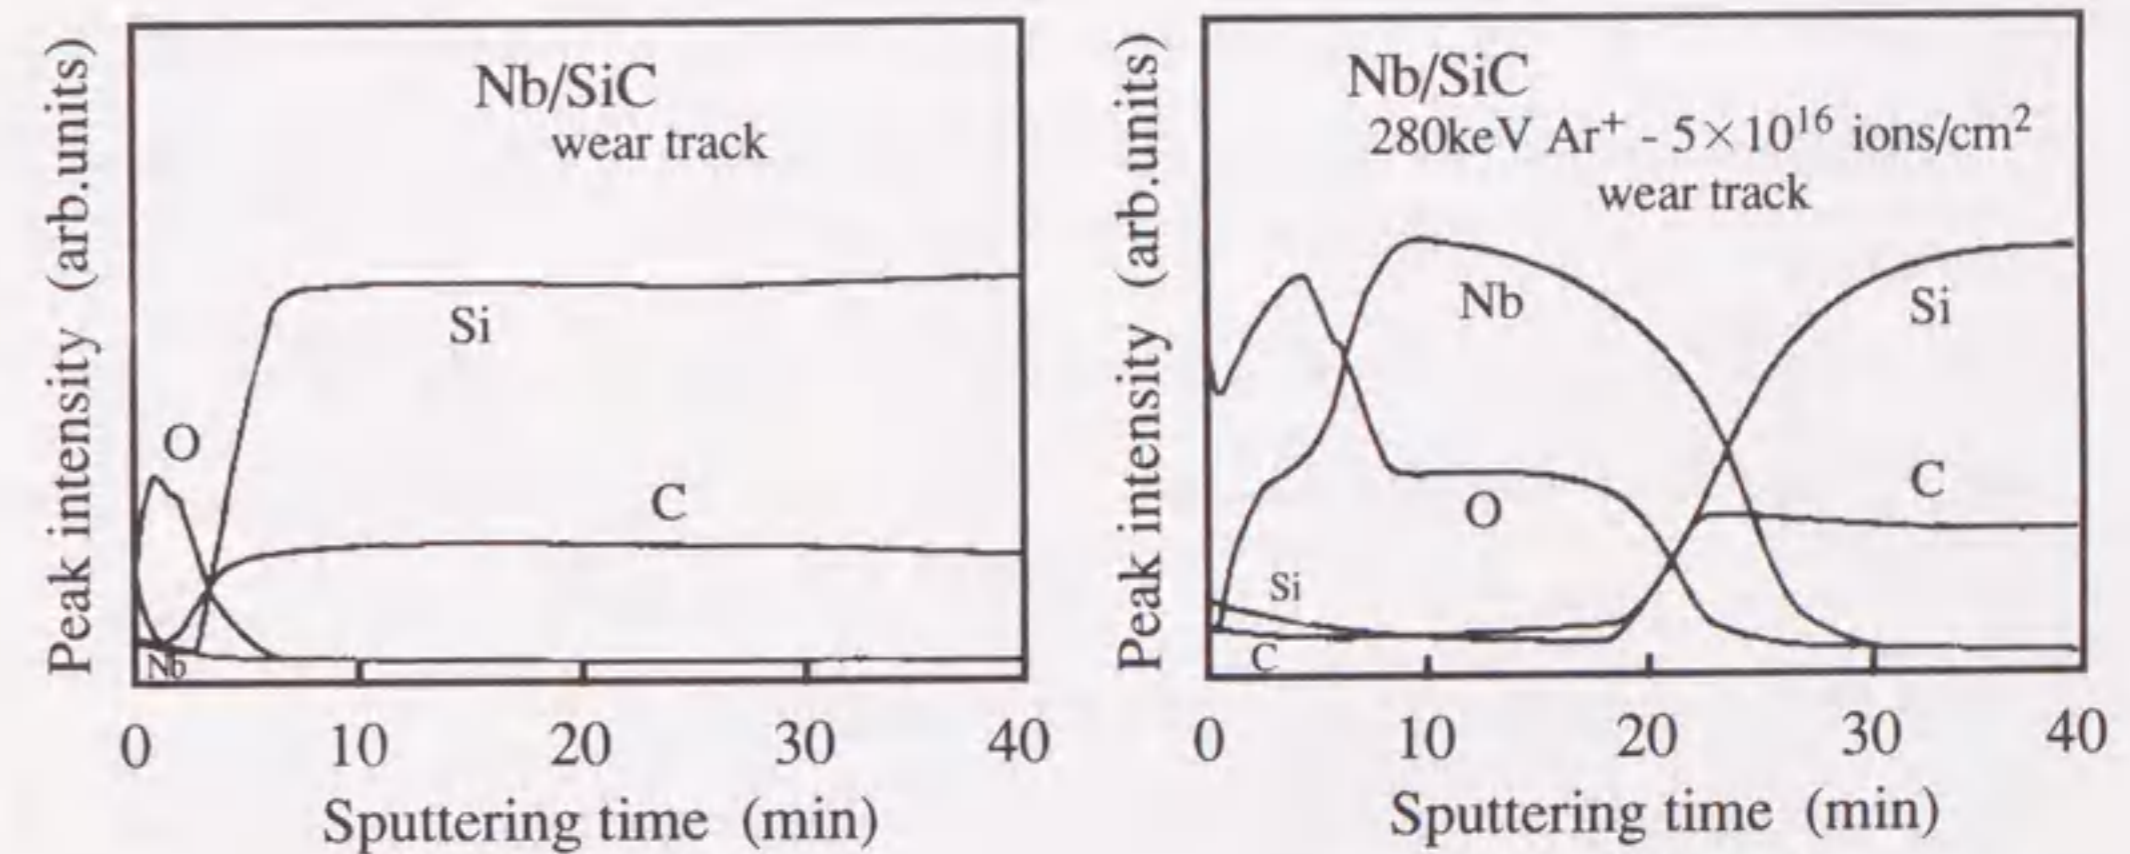 Peak intensity (arb.units)
Nb/SiC
wear track
O
Si
C
Nb
0 10 20 30 40
Sputtering time (min)
Peak intensity (arb.units)
Nb/SiC
280keV Ar⁺ - 5×10¹⁶ ions/cm²
wear track
Nb
Si
O
C
Si
C
0 10 20 30 40
Sputtering time (min)